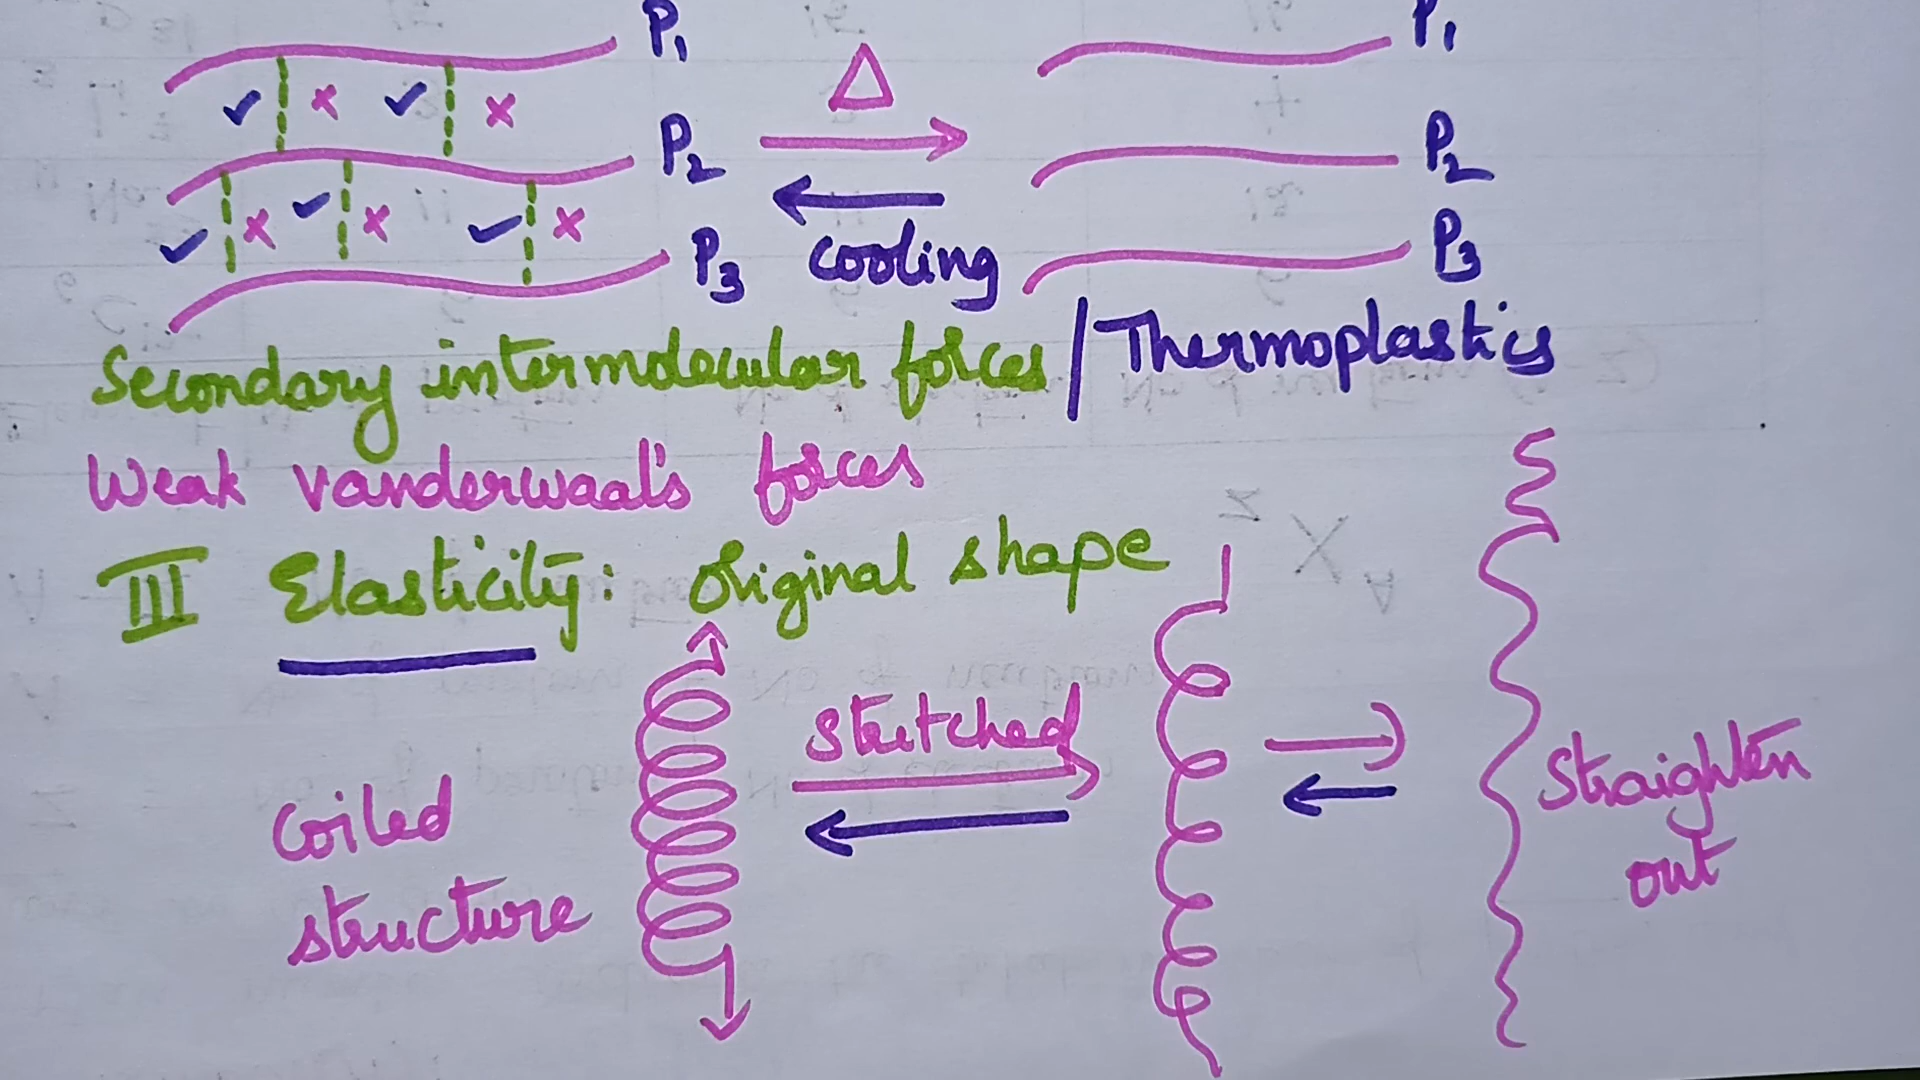 P1 Δ P1
P2 P2
P3 cooling P3
Secondary intermolecular forces / Thermoplastics
Weak vanderwaal's forces
III Elasticity: Original shape
Stretched
Coiled
structure
Straighten
out